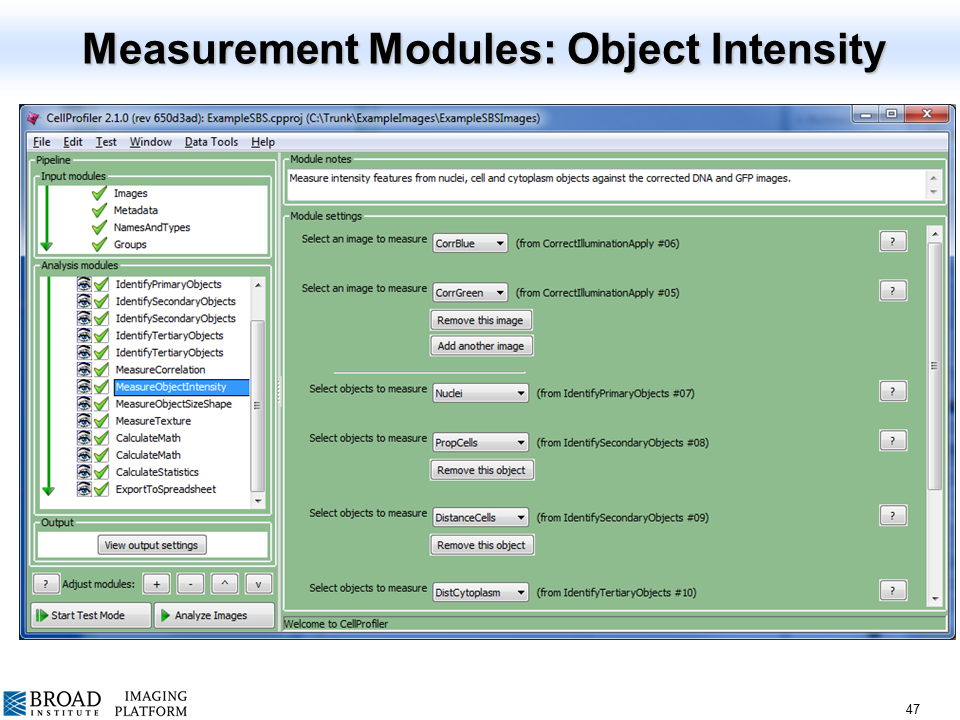 Measurement Modules: Object Intensity
CellProfiler 2.1.0 (rev 650d3ad): ExampleSBS.cpproj (C:\Trunk\ExampleImages\ExampleSBSImages)
File Edit Test Window Data Tools Help
Pipeline
Input modules
Images
Metadata
NamesAndTypes
Groups
Analysis modules
IdentifyPrimaryObjects
IdentifySecondaryObjects
IdentifySecondaryObjects
IdentifyTertiaryObjects
IdentifyTertiaryObjects
MeasureCorrelation
MeasureObjectIntensity
MeasureObjectSizeShape
MeasureTexture
CalculateMath
CalculateMath
CalculateStatistics
ExportToSpreadsheet
Output
View output settings
? Adjust modules: + - ^ v
Start Test Mode Analyze Images
Module notes
Measure intensity features from nuclei, cell and cytoplasm objects against the corrected DNA and GFP images.
Module settings
Select an image to measure CorrBlue (from CorrectIlluminationApply #06) ?
Select an image to measure CorrGreen (from CorrectIlluminationApply #05) ?
Remove this image
Add another image
Select objects to measure Nuclei (from IdentifyPrimaryObjects #07) ?
Select objects to measure PropCells (from IdentifySecondaryObjects #08) ?
Remove this object
Select objects to measure DistanceCells (from IdentifySecondaryObjects #09) ?
Remove this object
Select objects to measure DistCytoplasm (from IdentifyTertiaryObjects #10) ?
Welcome to CellProfiler
BROAD
INSTITUTE
IMAGING
PLATFORM
47